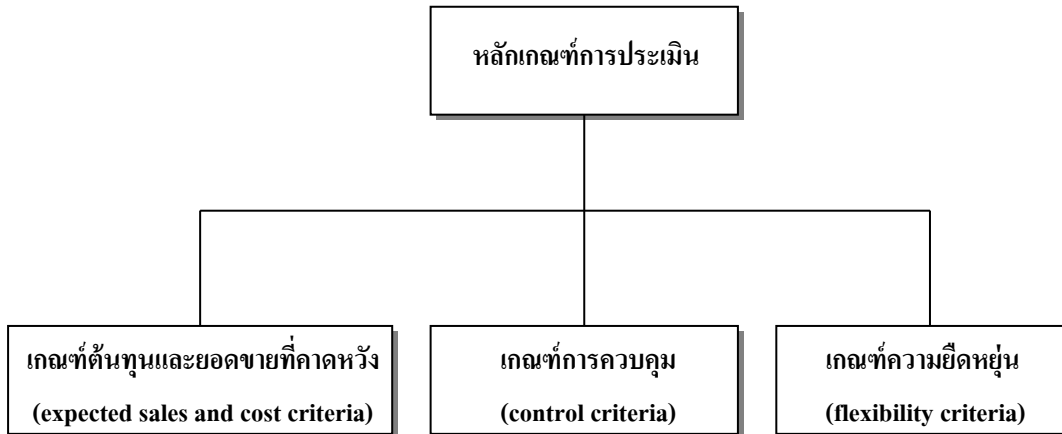 หลักเกณฑ์การประเมิน
เกณฑ์ต้นทุนและยอดขายที่คาดหวัง
(expected sales and cost criteria)
เกณฑ์การควบคุม
(control criteria)
เกณฑ์ความยืดหยุ่น
(flexibility criteria)